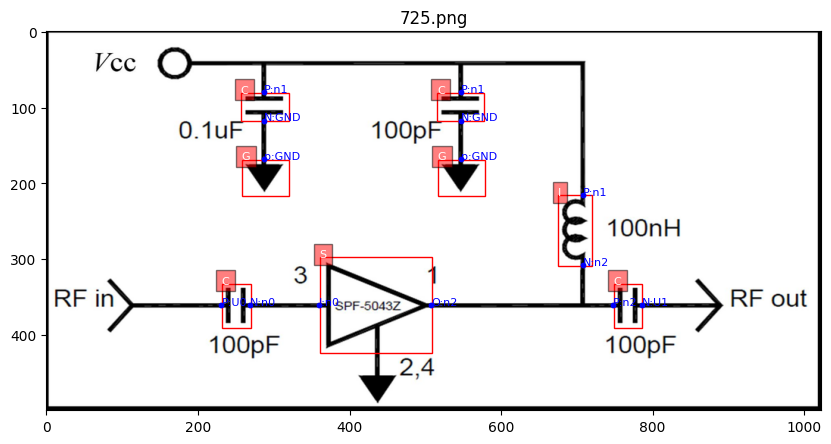 725.png
0
100
200
300
400
Vcc
C
P:n1
C
P:n1
0.1uF
N:GND
100pF
N:GND
G
p:GND
G
p:GND
I
P:n1
100nH
N:n2
S
3
1
RF in
C
N:n0
i:n0
SPF-5043Z
O:n2
C
P:n2
N:U1
RF out
100pF
2,4
100pF
0
200
400
600
800
1000